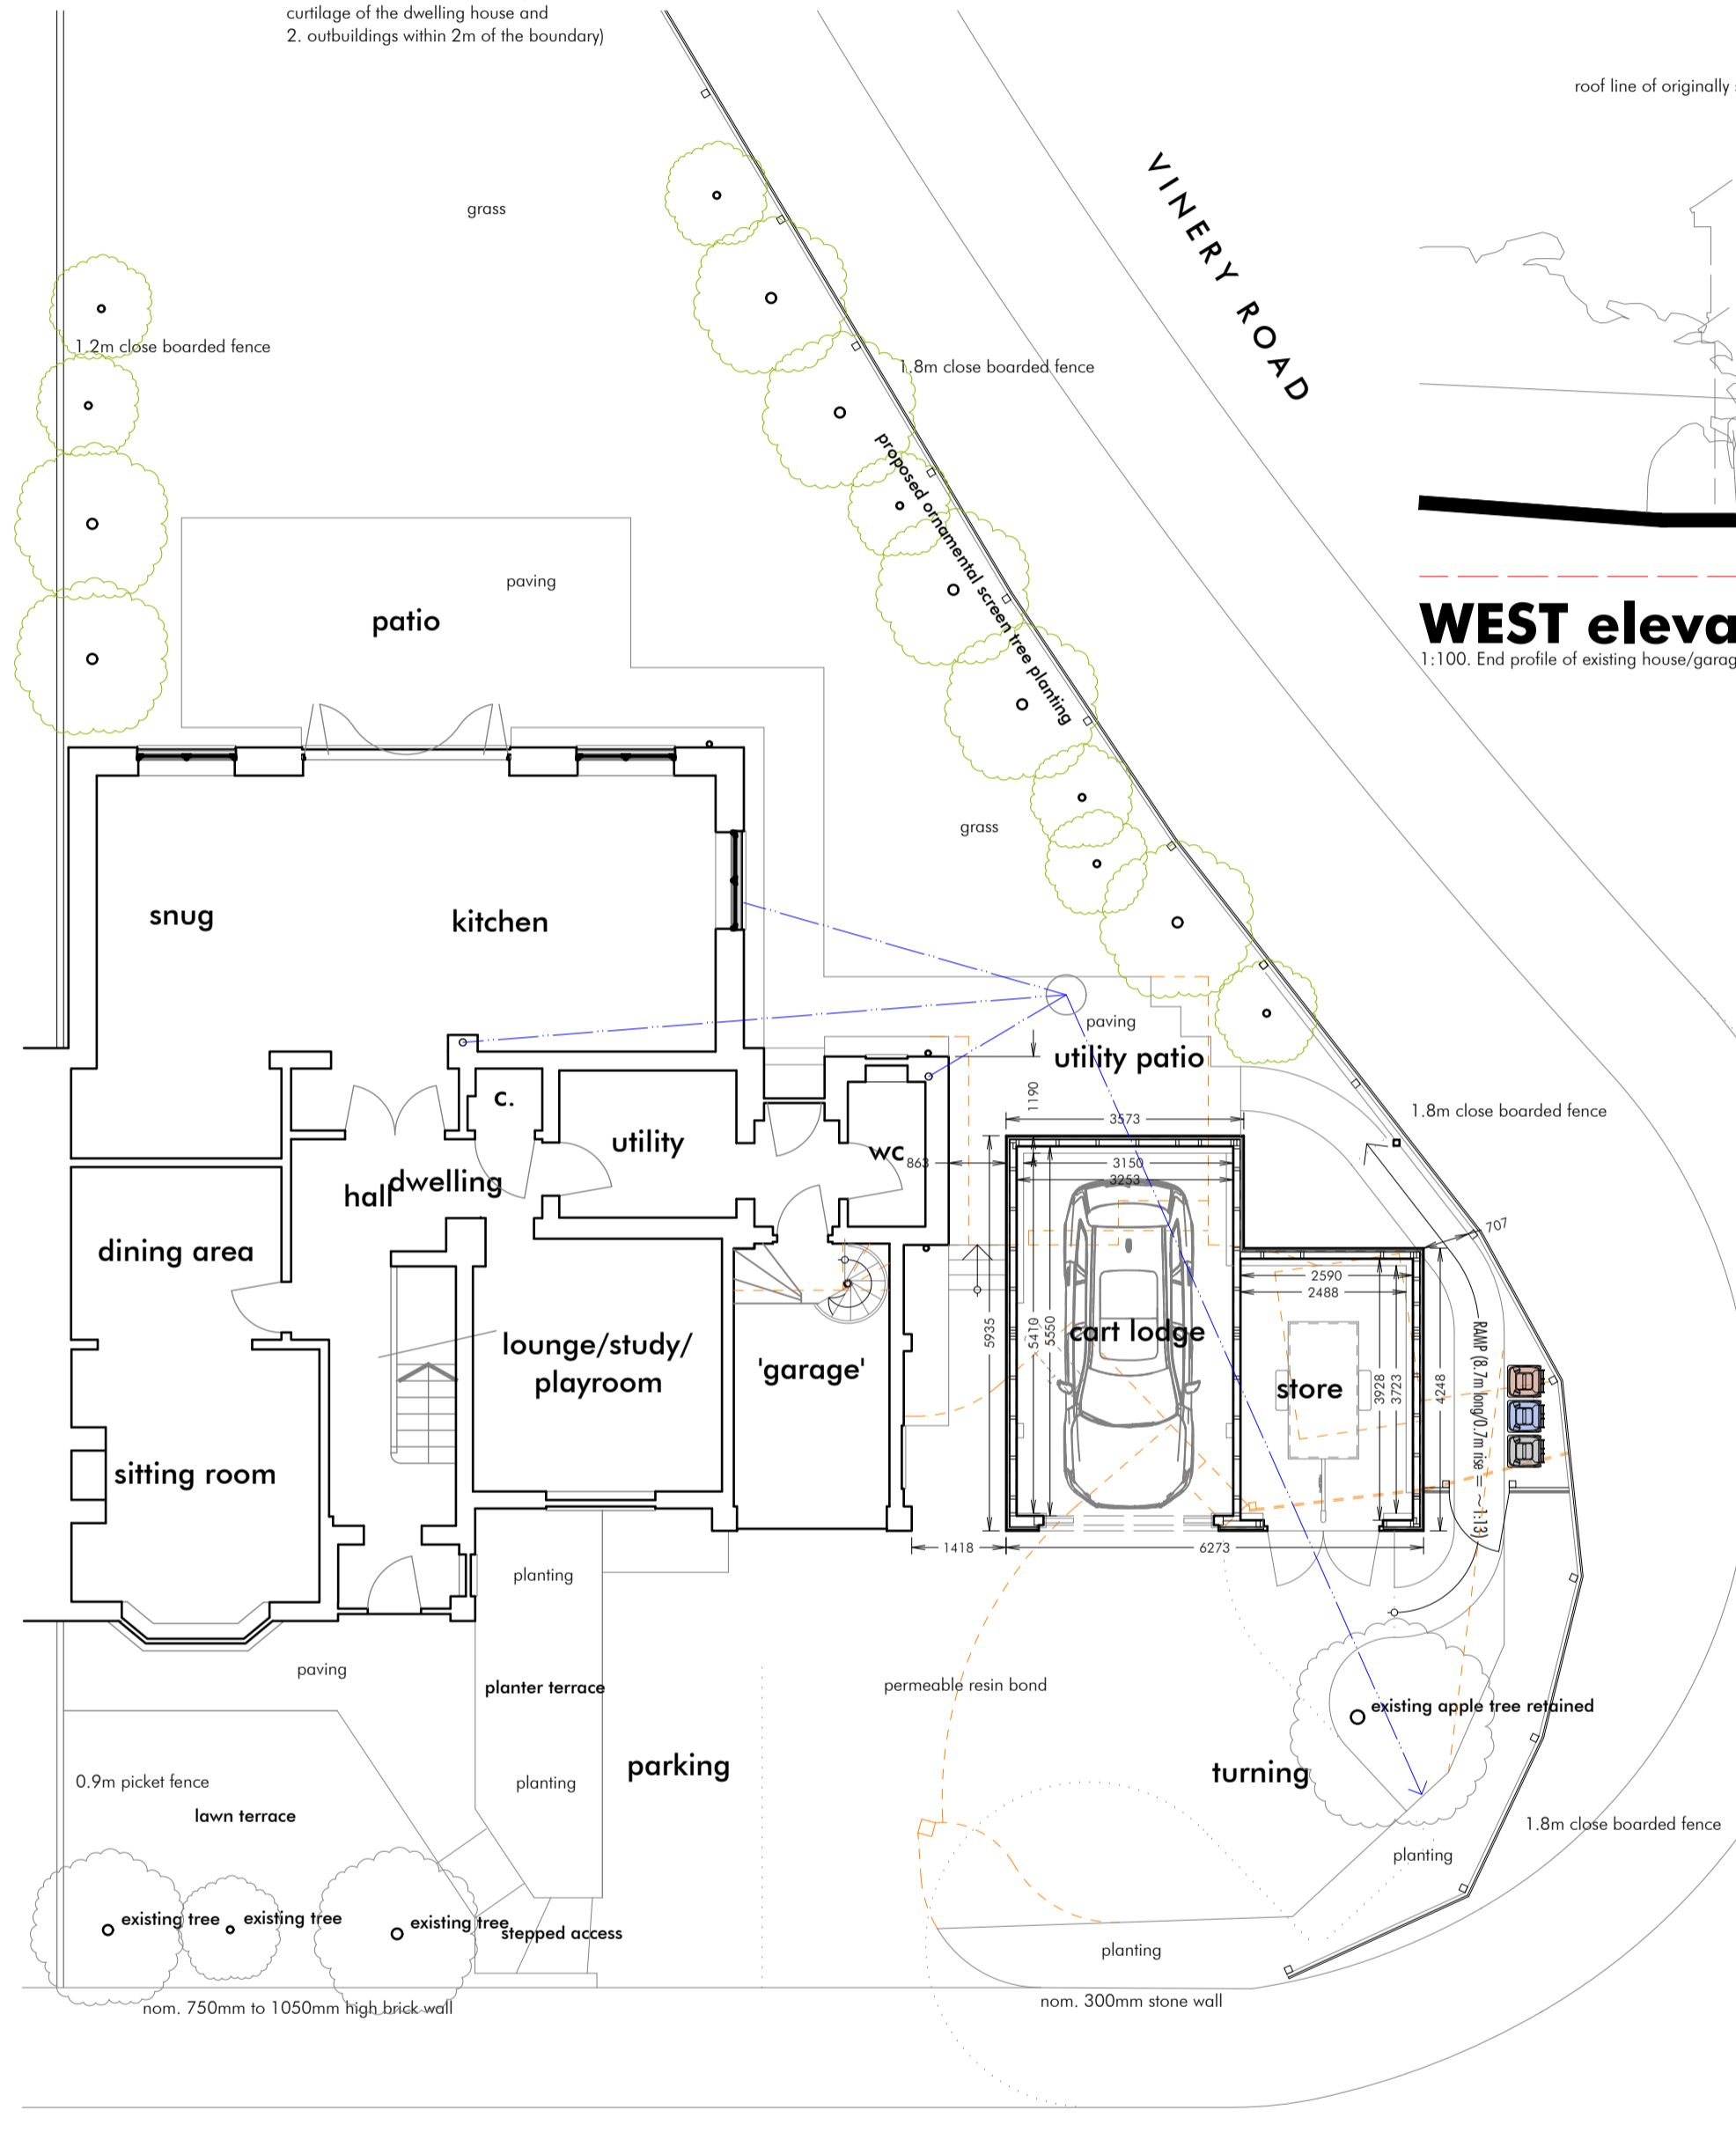 curtilage of the dwelling house and
2. outbuildings within 2m of the boundary)
roof line of originally
VINERY ROAD
grass
1.2m close boarded fence
1.8m close boarded fence
proposed ornamental screen tree planting
paving
patio
WEST eleva
1:100. End profile of existing house/garag
grass
snug
kitchen
paving
utility patio
c.
utility
wc
hall
dwelling
1190
3573
863
3150
3253
1.8m close boarded fence
707
dining area
2590
2488
lounge/study/
playroom
'garage'
5935
5410
5550
cart lodge
store
3928
3723
4248
RAMP (8.7m long/0.7m rise = ~1:13)
sitting room
1418
6273
planting
paving
planter terrace
permeable resin bond
existing apple tree retained
parking
turning
planting
0.9m picket fence
lawn terrace
1.8m close boarded fence
planting
existing tree
existing tree
existing tree
stepped access
planting
nom. 750mm to 1050mm high brick wall
nom. 300mm stone wall